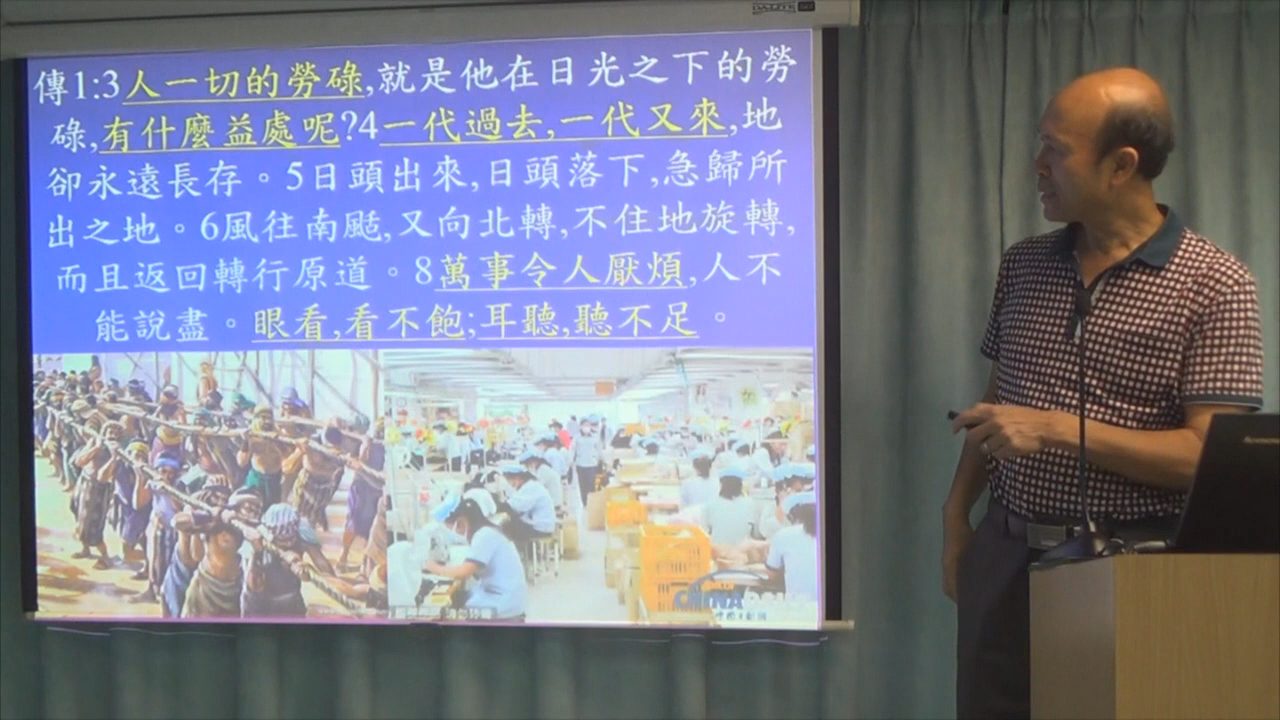 DA-LITE
傳1:3人一切的勞碌,就是他在日光之下的勞
碌,有什麼益處呢?4一代過去,一代又來,地
卻永遠長存。5日頭出來,日頭落下,急歸所
出之地。6風往南颳,又向北轉,不住地旋轉,
而且返回轉行原道。8萬事令人厭煩,人不
能說盡。眼看,看不飽;耳聽,聽不足。
CHINA
lenovo